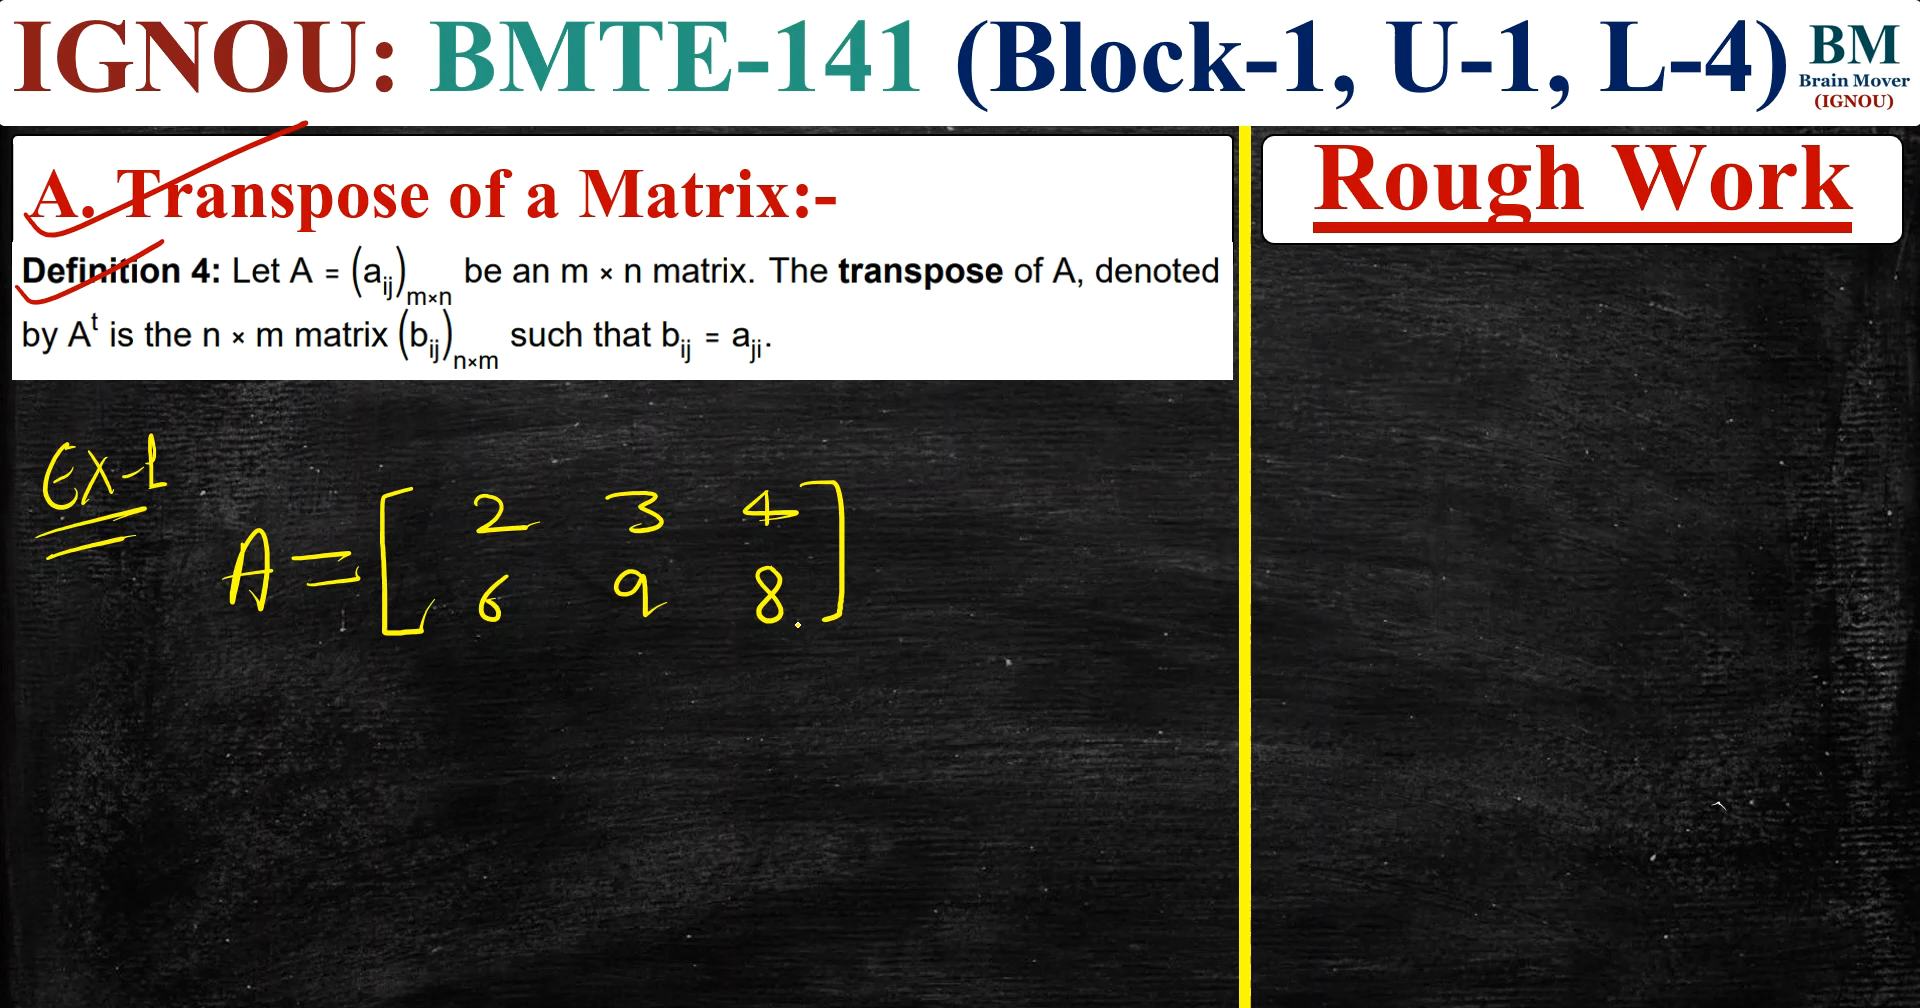 IGNOU: BMTE-141 (Block-1, U-1, L-4)
BM
Brain Mover
(IGNOU)
A. Transpose of a Matrix:-
Definition 4: Let A = (aij)m×n be an m × n matrix. The transpose of A, denoted
by At is the n × m matrix (bij)n×m such that bij = aji.
Rough Work
EX-1
A = [ 2 3 4
6 9 8 ]